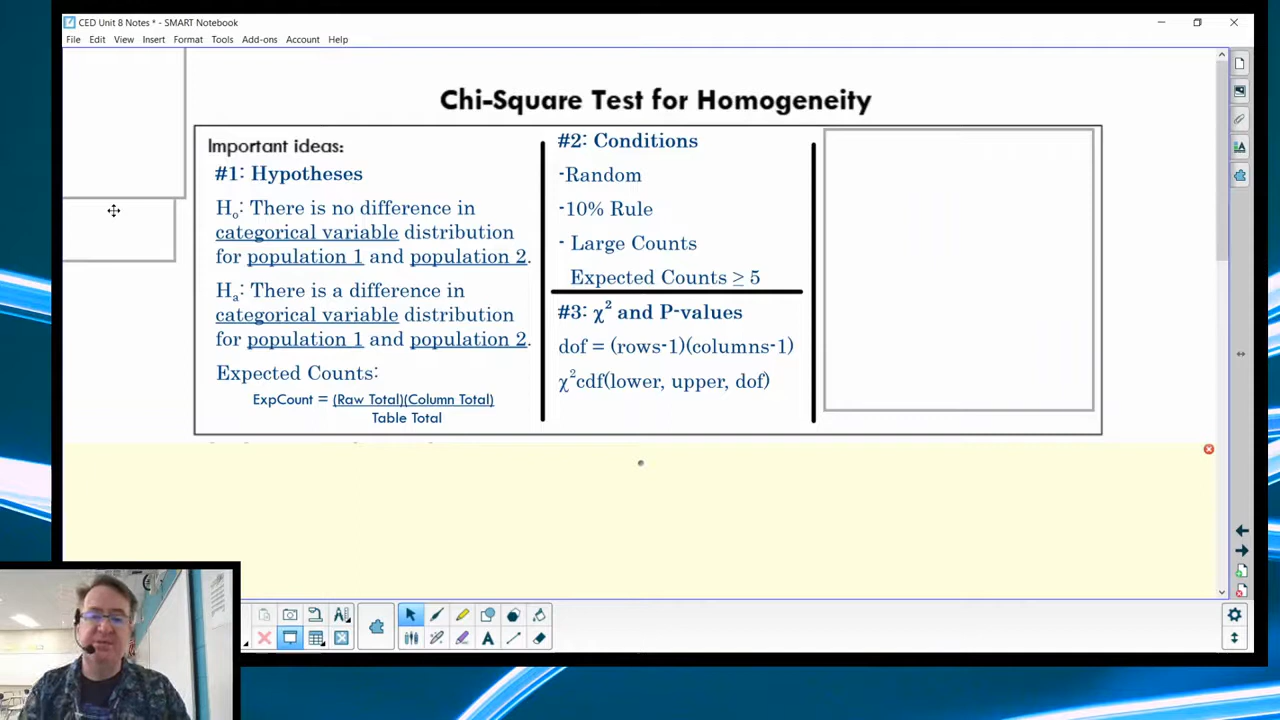 CED Unit 8 Notes * - SMART Notebook
File Edit View Insert Format Tools Add-ons Account Help
Chi-Square Test for Homogeneity
Important ideas:
#1: Hypotheses
Ho: There is no difference in
categorical variable distribution
for population 1 and population 2.
Ha: There is a difference in
categorical variable distribution
for population 1 and population 2.
Expected Counts:
ExpCount = (Raw Total)(Column Total)
Table Total
#2: Conditions
-Random
-10% Rule
- Large Counts
Expected Counts ≥ 5
#3: χ² and P-values
dof = (rows-1)(columns-1)
χ²cdf(lower, upper, dof)